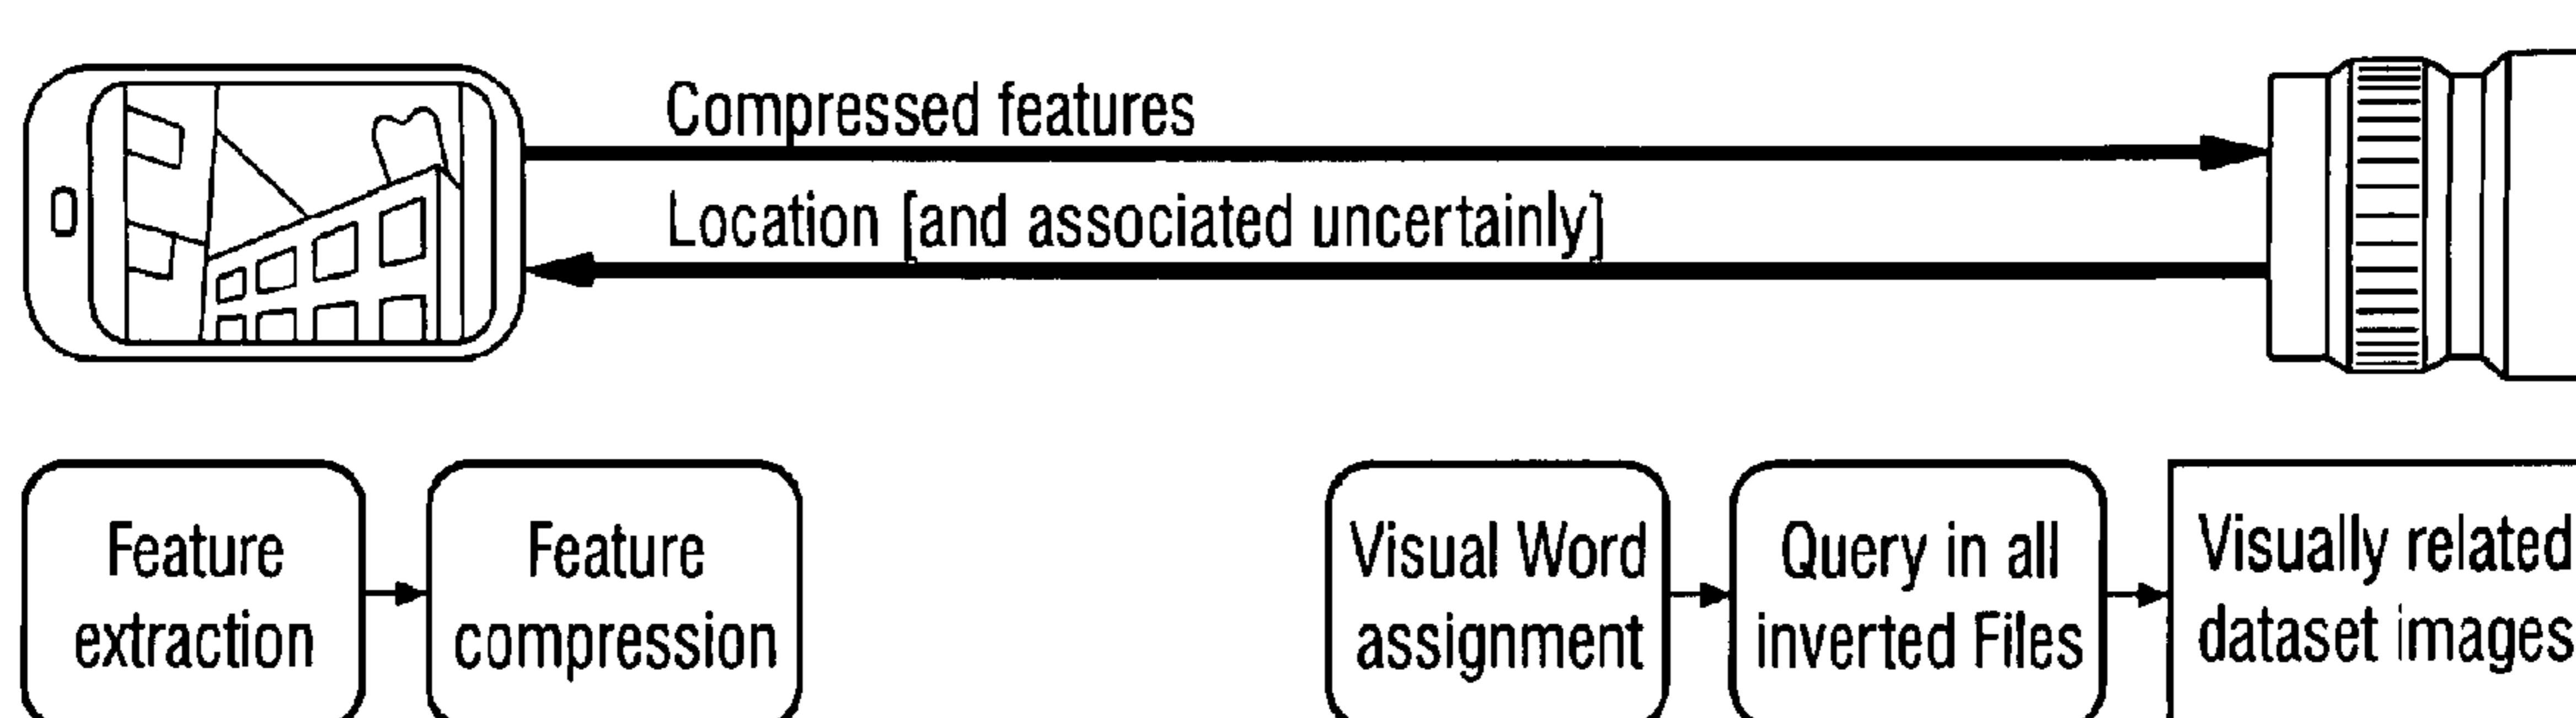 Compressed features
Location [and associated uncertainly]
Feature
extraction
Feature
compression
Visual Word
assignment
Query in all
inverted Files
Visually related
dataset images